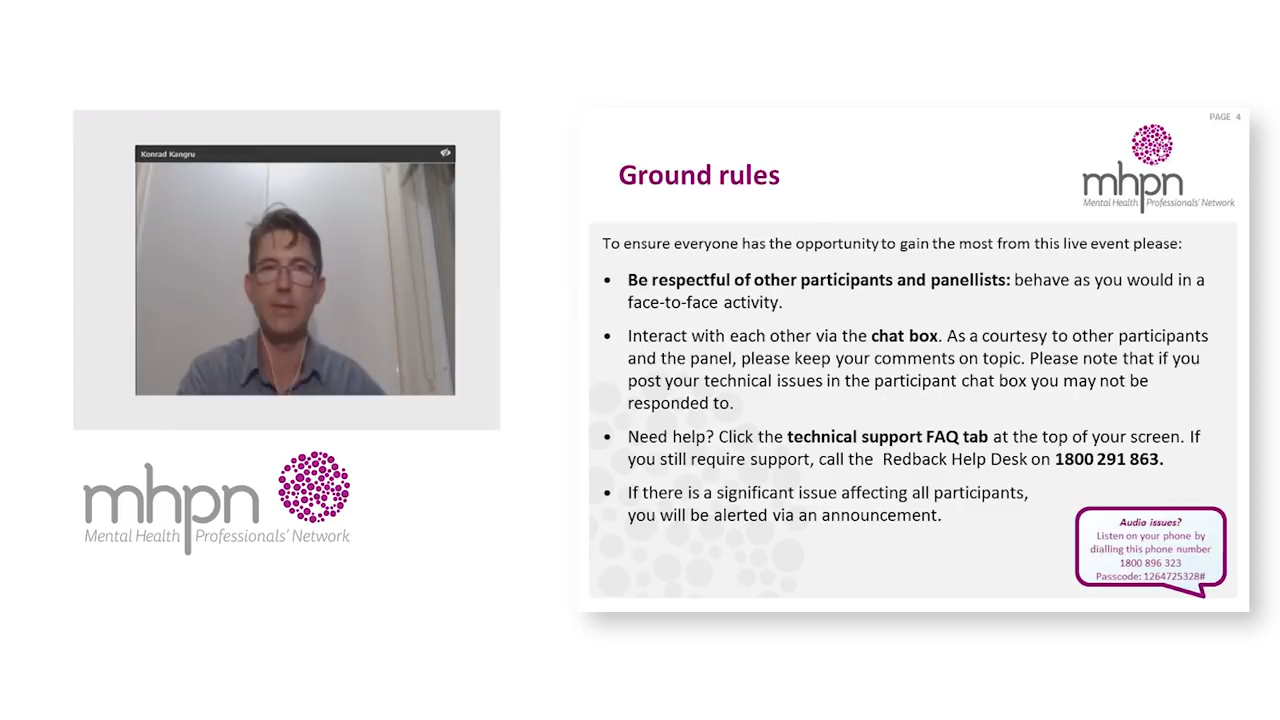 Konrad Kangru
mhpn
Mental Health Professionals' Network
PAGE 4
Ground rules
mhpn
Mental Health Professionals' Network
To ensure everyone has the opportunity to gain the most from this live event please:
• Be respectful of other participants and panellists: behave as you would in a
face-to-face activity.
• Interact with each other via the chat box. As a courtesy to other participants
and the panel, please keep your comments on topic. Please note that if you
post your technical issues in the participant chat box you may not be
responded to.
• Need help? Click the technical support FAQ tab at the top of your screen. If
you still require support, call the Redback Help Desk on 1800 291 863.
• If there is a significant issue affecting all participants,
you will be alerted via an announcement.
Audio issues?
Listen on your phone by
dialling this phone number
1800 896 323
Passcode: 1264725328#